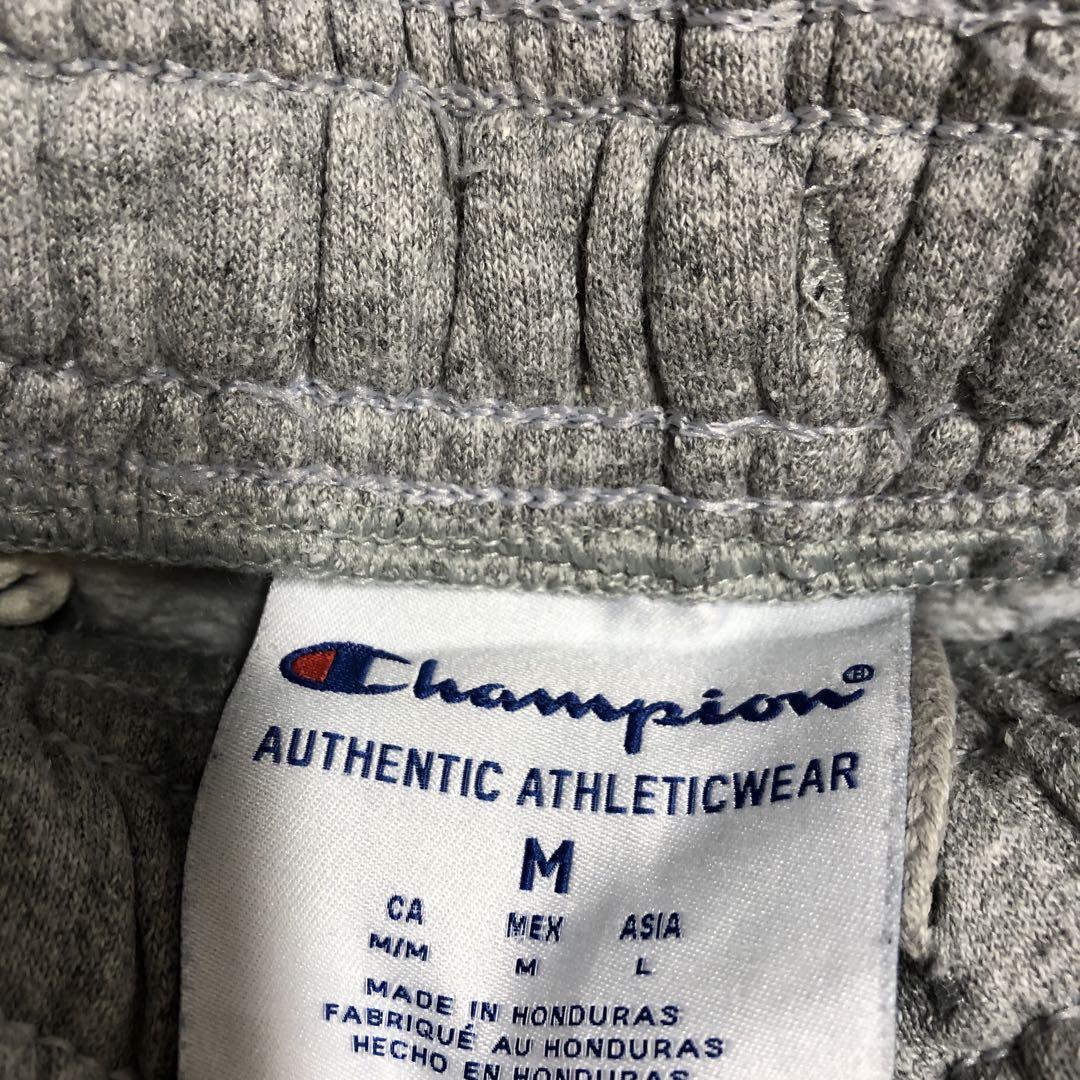 Champion®
AUTHENTIC ATHLETICWEAR
M
CA MEX ASIA
M/M M L
MADE IN HONDURAS
FABRIQUÉ AU HONDURAS
HECHO EN HONDURAS